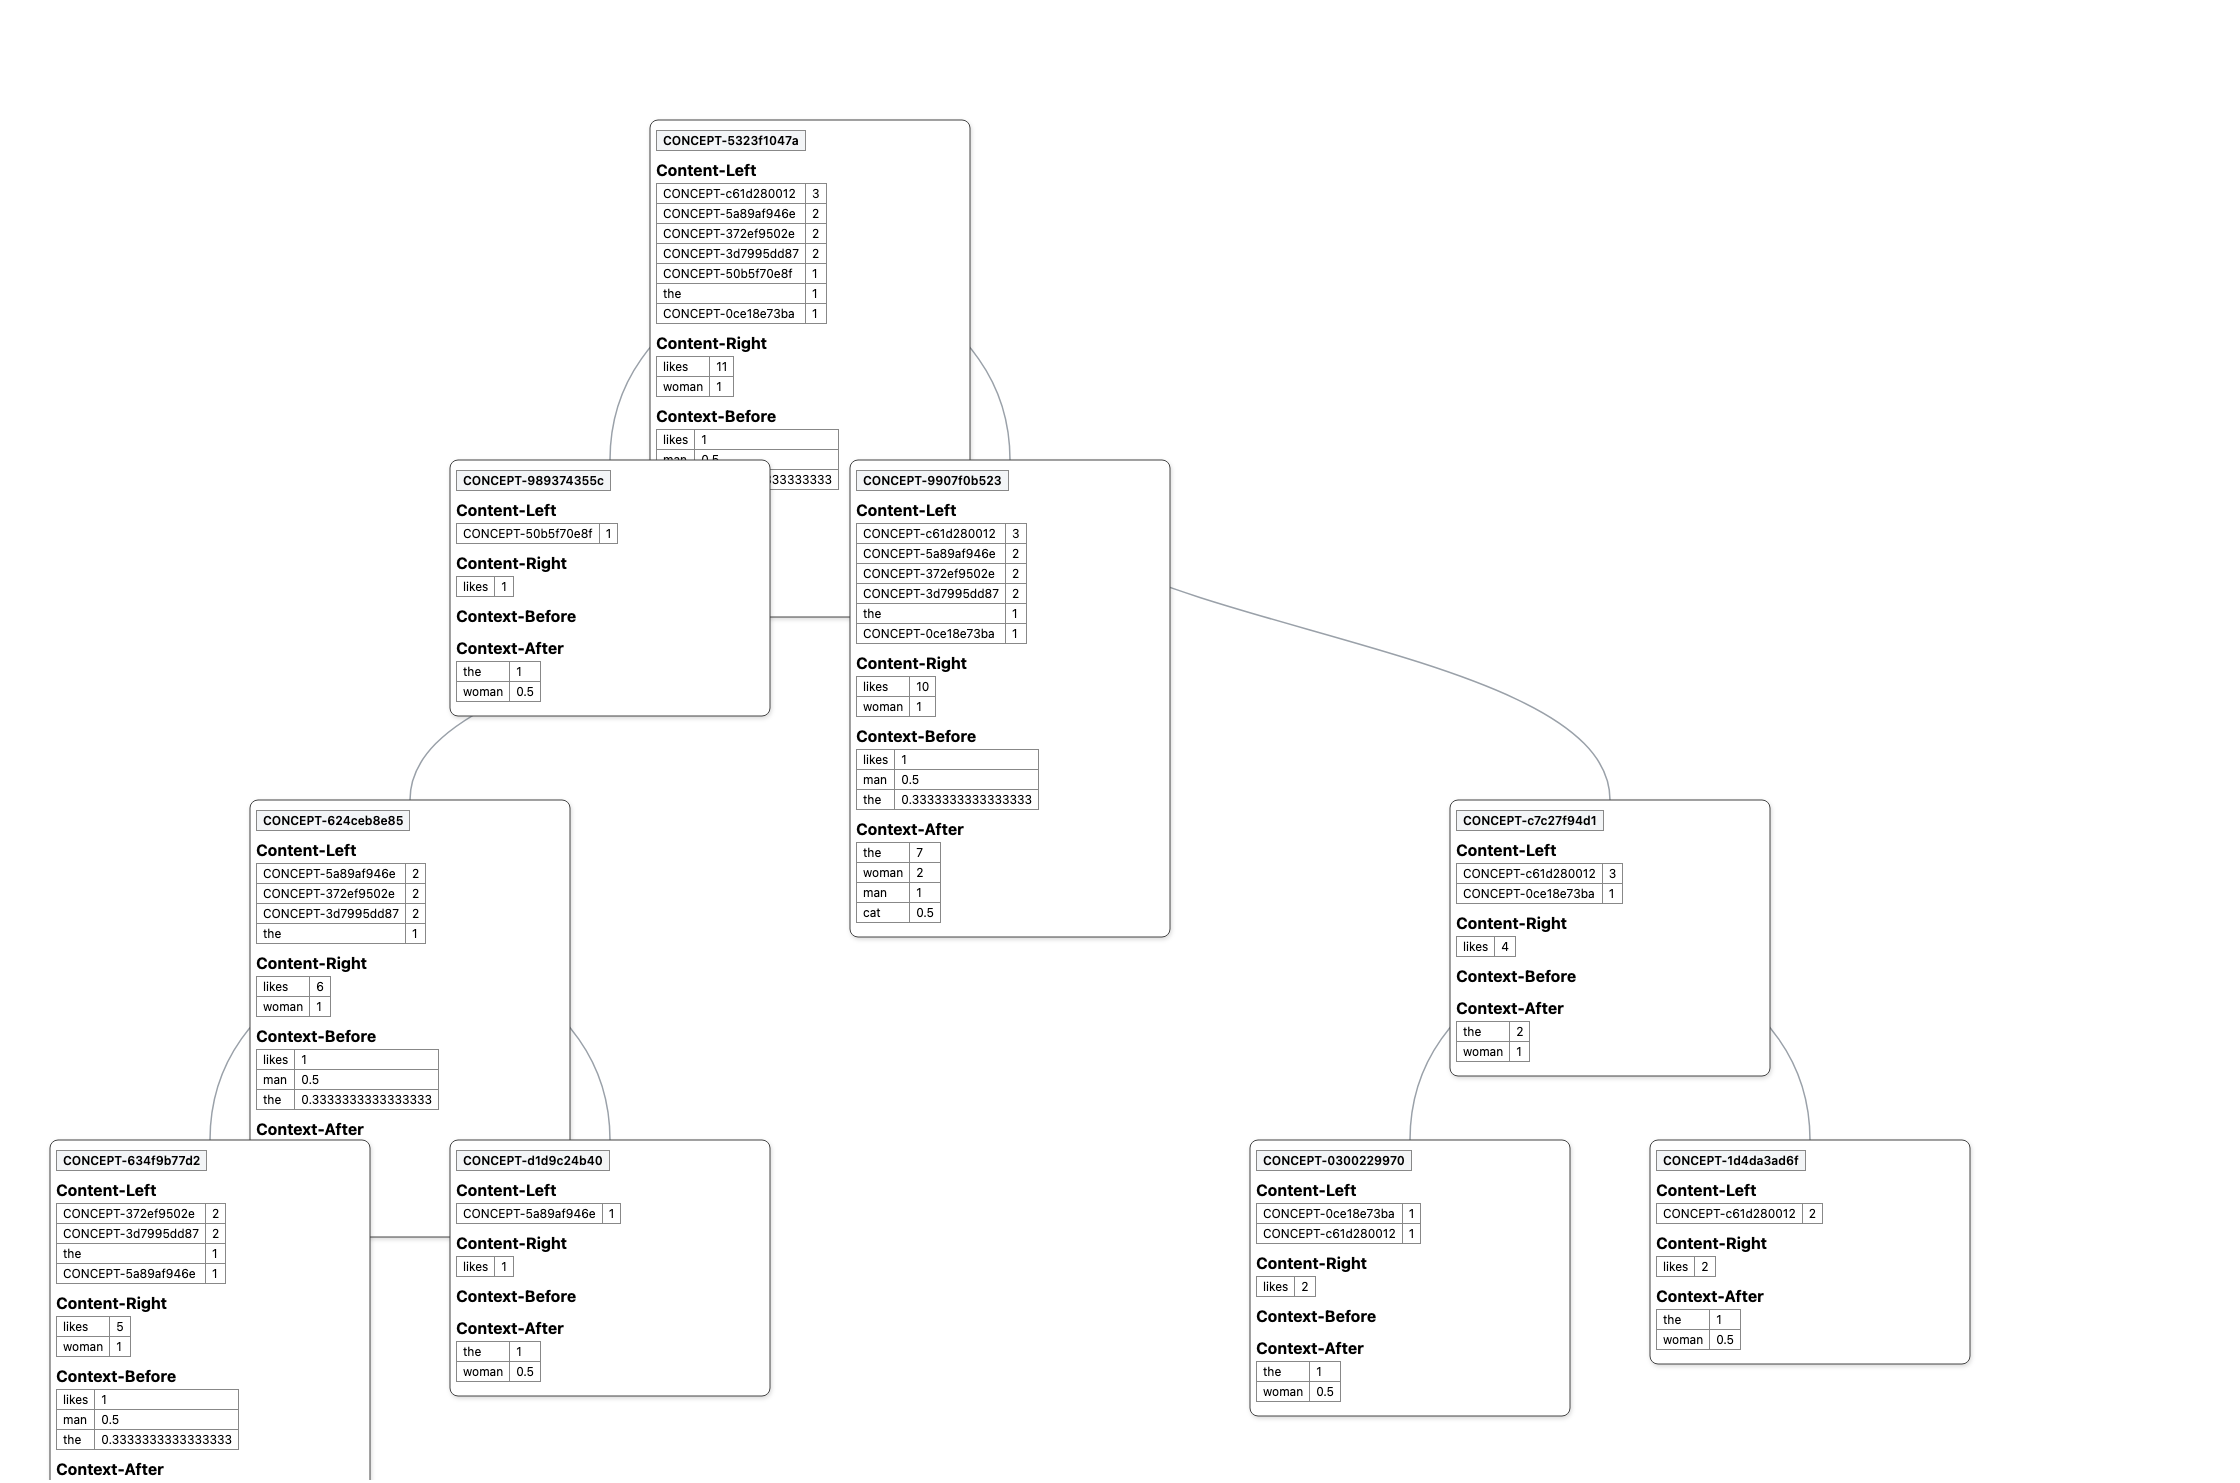 CONCEPT-5323f1047a
Content-Left
CONCEPT-c61d280012 3
CONCEPT-5a89af946e 2
CONCEPT-372ef9502e 2
CONCEPT-3d7995dd87 2
CONCEPT-50b5f70e8f 1
the 1
CONCEPT-0ce18e73ba 1
Content-Right
likes 11
woman 1
Context-Before
likes 1
man 0.5
33333333
CONCEPT-989374355c
Content-Left
CONCEPT-50b5f70e8f 1
Content-Right
likes 1
Context-Before
Context-After
the 1
woman 0.5
CONCEPT-9907f0b523
Content-Left
CONCEPT-c61d280012 3
CONCEPT-5a89af946e 2
CONCEPT-372ef9502e 2
CONCEPT-3d7995dd87 2
the 1
CONCEPT-0ce18e73ba 1
Content-Right
likes 10
woman 1
Context-Before
likes 1
man 0.5
the 0.3333333333333333
Context-After
the 7
woman 2
man 1
cat 0.5
CONCEPT-624ceb8e85
Content-Left
CONCEPT-5a89af946e 2
CONCEPT-372ef9502e 2
CONCEPT-3d7995dd87 2
the 1
Content-Right
likes 6
woman 1
Context-Before
likes 1
man 0.5
the 0.3333333333333333
Context-After
CONCEPT-c7c27f94d1
Content-Left
CONCEPT-c61d280012 3
CONCEPT-0ce18e73ba 1
Content-Right
likes 4
Context-Before
Context-After
the 2
woman 1
CONCEPT-634f9b77d2
Content-Left
CONCEPT-372ef9502e 2
CONCEPT-3d7995dd87 2
the 1
CONCEPT-5a89af946e 1
Content-Right
likes 5
woman 1
Context-Before
likes 1
man 0.5
the 0.3333333333333333
Context-After
CONCEPT-d1d9c24b40
Content-Left
CONCEPT-5a89af946e 1
Content-Right
likes 1
Context-Before
Context-After
the 1
woman 0.5
CONCEPT-0300229970
Content-Left
CONCEPT-0ce18e73ba 1
CONCEPT-c61d280012 1
Content-Right
likes 2
Context-Before
Context-After
the 1
woman 0.5
CONCEPT-1d4da3ad6f
Content-Left
CONCEPT-c61d280012 2
Content-Right
likes 2
Context-After
the 1
woman 0.5